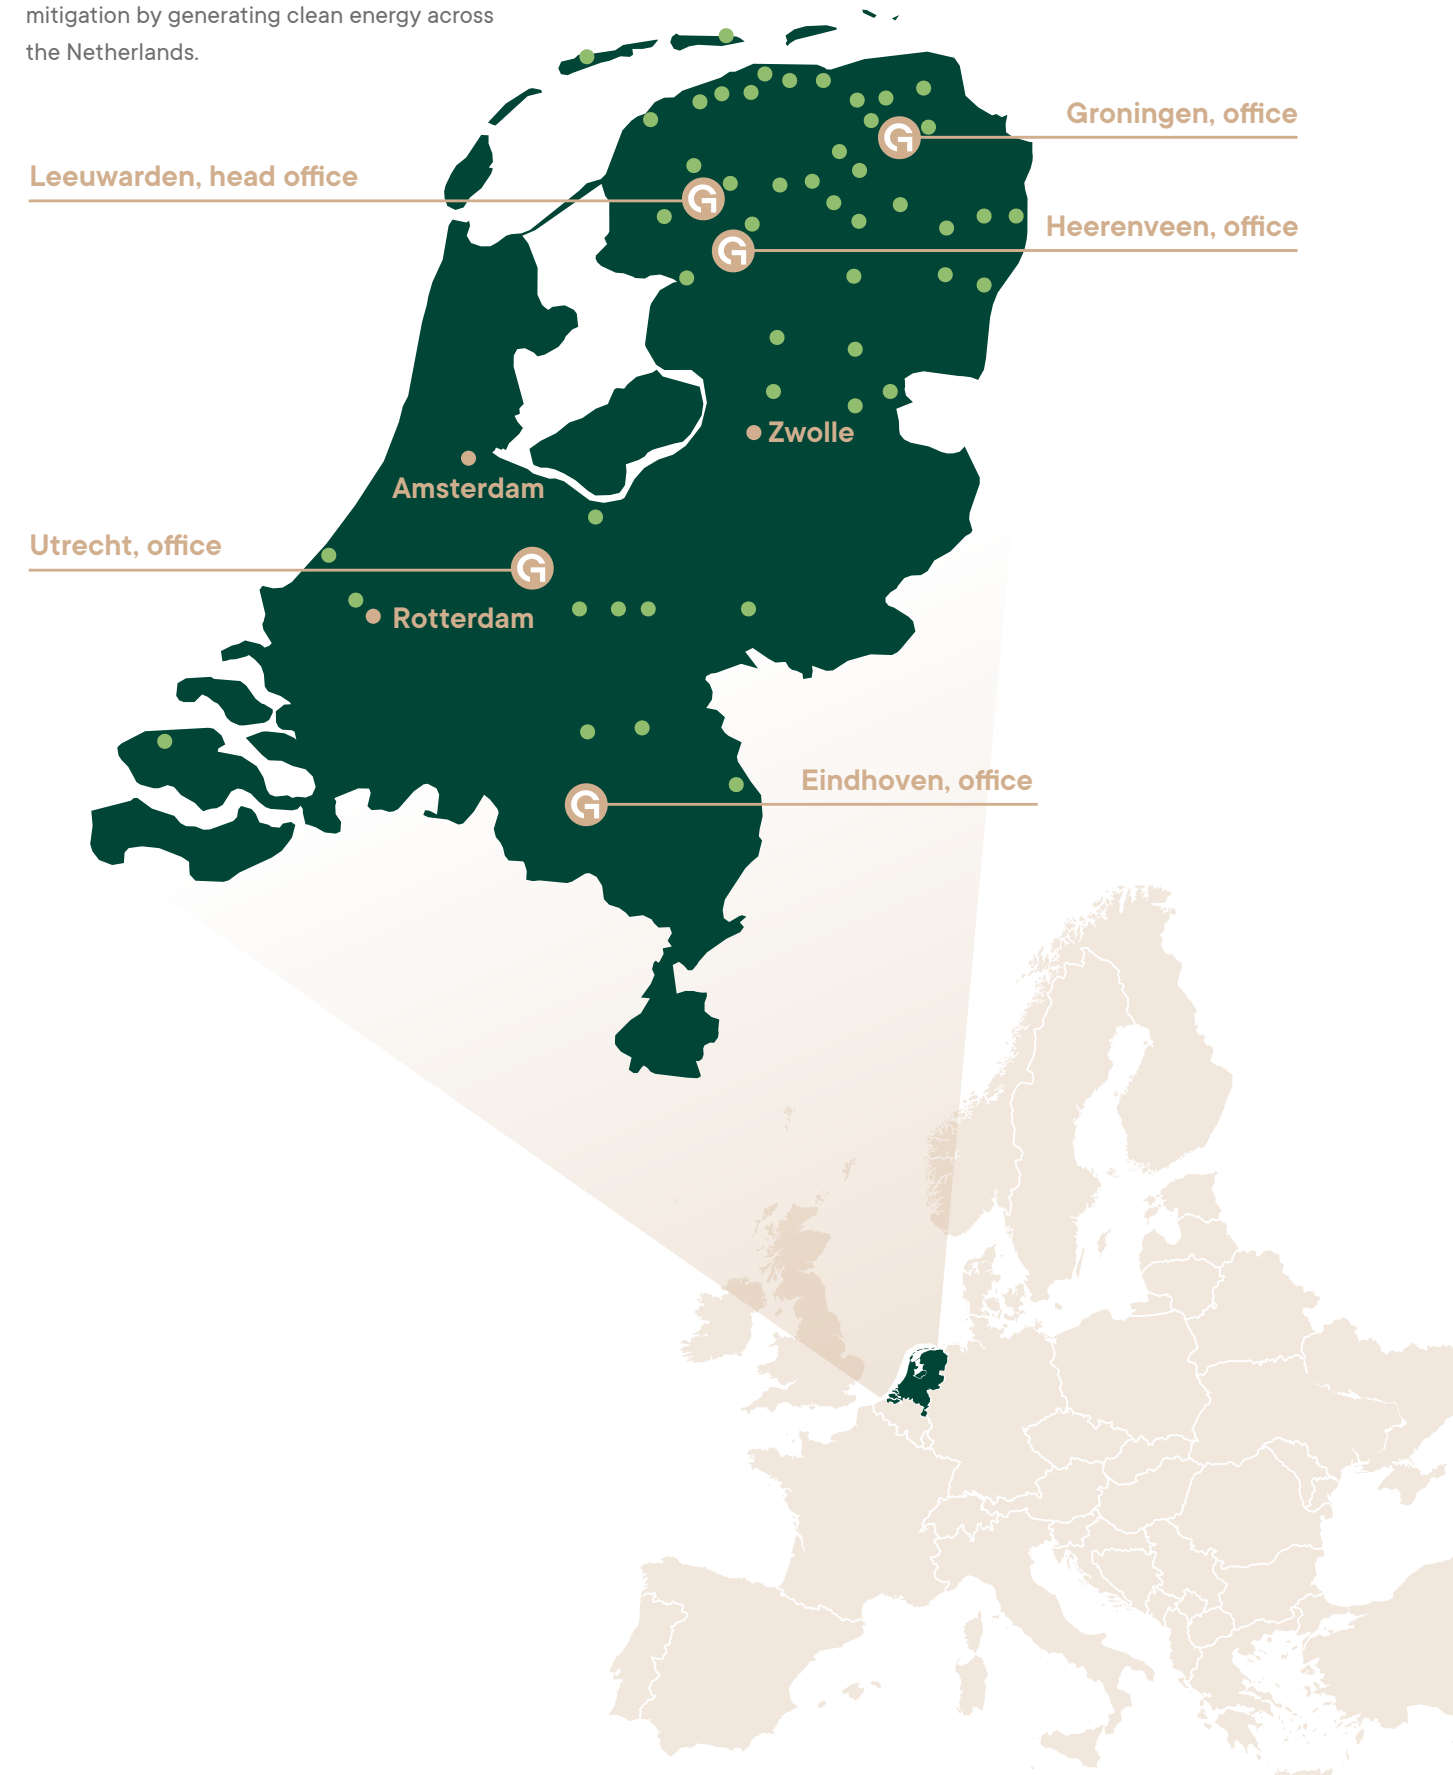 mitigation by generating clean energy across
the Netherlands.
Groningen, office
Leeuwarden, head office
Heerenveen, office
Zwolle
Amsterdam
Utrecht, office
Rotterdam
Eindhoven, office